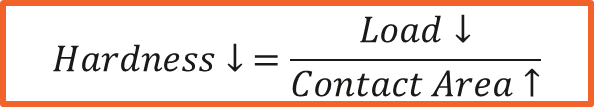 Hardness ↓ = Load ↓ / Contact Area ↑